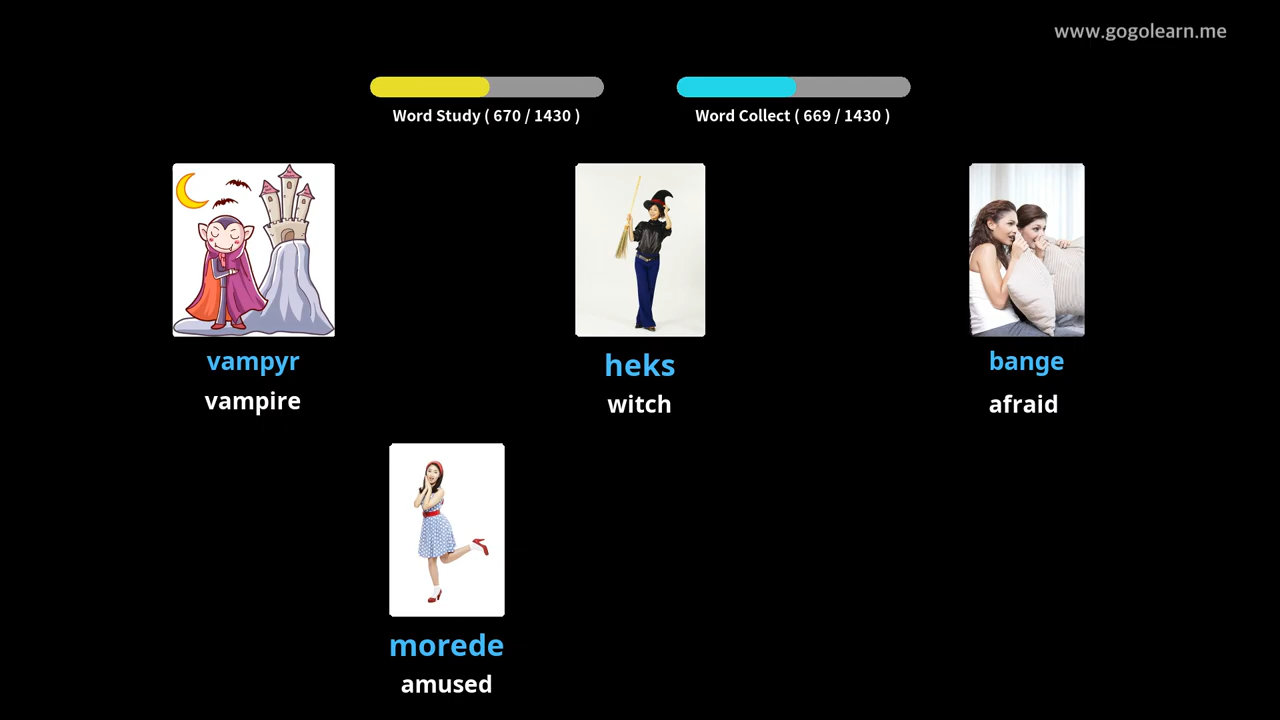 www.gogolearn.me
Word Study ( 670 / 1430 )
Word Collect ( 669 / 1430 )
vampyr
vampire
heks
witch
bange
afraid
morede
amused